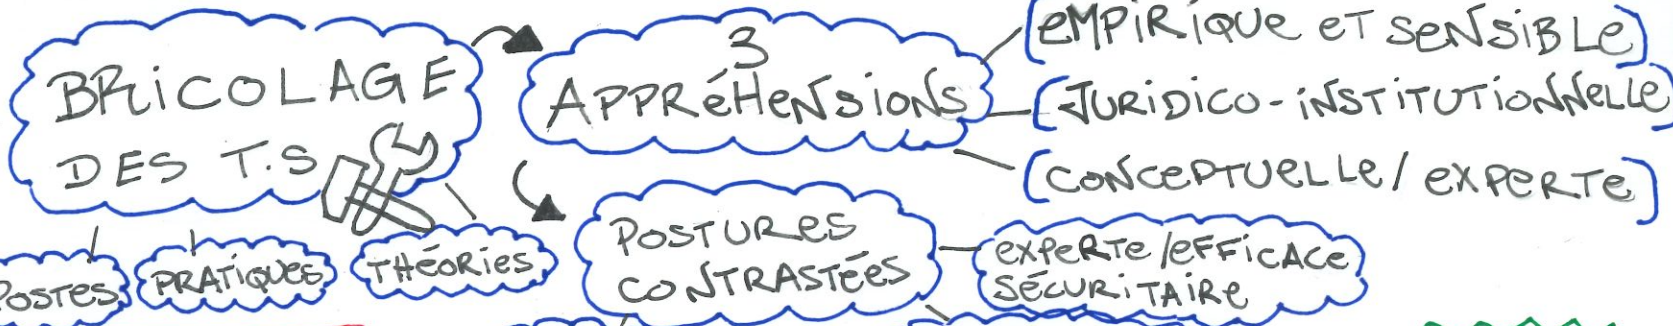 BRICOLAGE
DES T.S
3
APPRÉHENSIONS
EMPIRIQUE ET SENSIBLE
JURIDICO-INSTITUTIONNELLE
CONCEPTUELLE / EXPERTE
POSTES
PRATIQUES
THÉORIES
POSTURES
CONTRASTÉES
EXPERTE/EFFICACE
SÉCURITAIRE